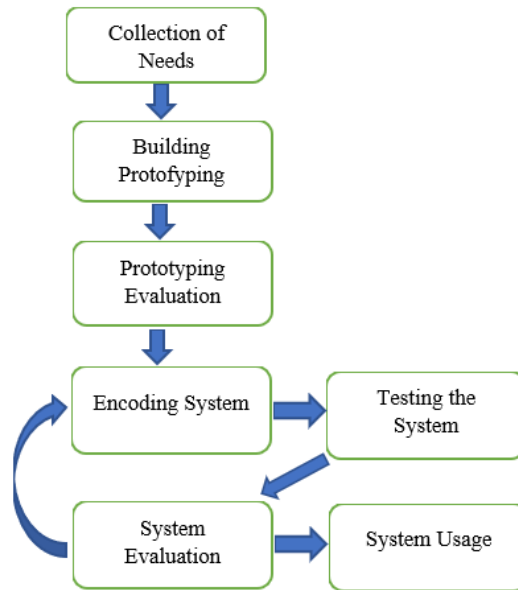 Collection of
Needs
Building
Protofyping
Prototyping
Evaluation
Encoding System
Testing the
System
System
Evaluation
System Usage